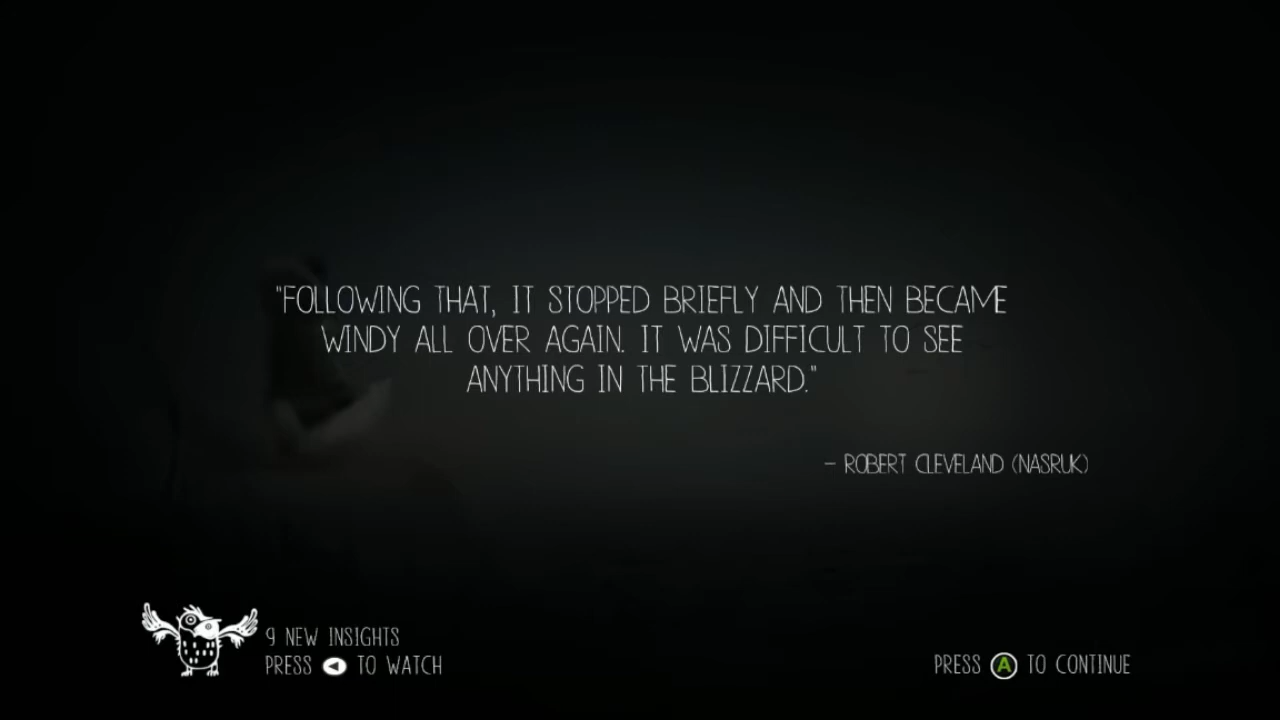 "FOLLOWING THAT, IT STOPPED BRIEFLY AND THEN BECAME
WINDY ALL OVER AGAIN. IT WAS DIFFICULT TO SEE
ANYTHING IN THE BLIZZARD."
- ROBERT CLEVELAND (NASRUK)
9 NEW INSIGHTS
PRESS ◀ TO WATCH
PRESS A TO CONTINUE